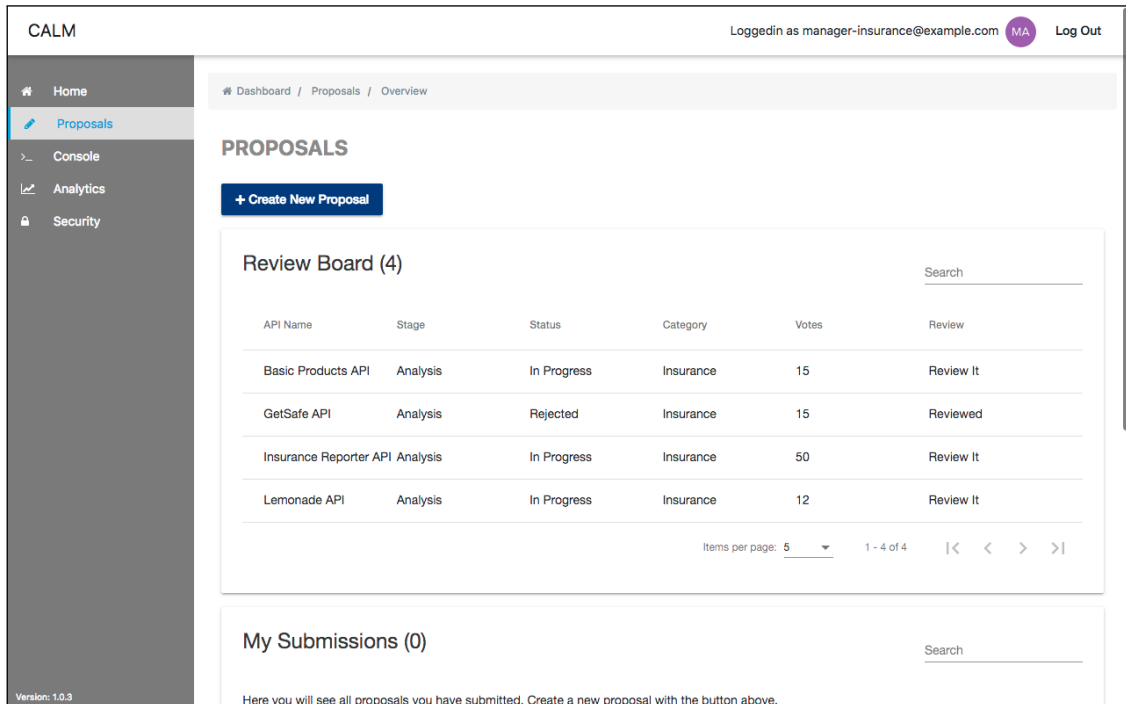 CALM
Loggedin as manager-insurance@example.com MA Log Out
Home
Proposals
Console
Analytics
Security
Dashboard / Proposals / Overview
PROPOSALS
+ Create New Proposal
Review Board (4)
Search
API Name Stage Status Category Votes Review
Basic Products API Analysis In Progress Insurance 15 Review It
GetSafe API Analysis Rejected Insurance 15 Reviewed
Insurance Reporter API Analysis In Progress Insurance 50 Review It
Lemonade API Analysis In Progress Insurance 12 Review It
Items per page: 5 1 - 4 of 4
My Submissions (0)
Search
Here you will see all proposals you have submitted. Create a new proposal with the button above.
Version: 1.0.3